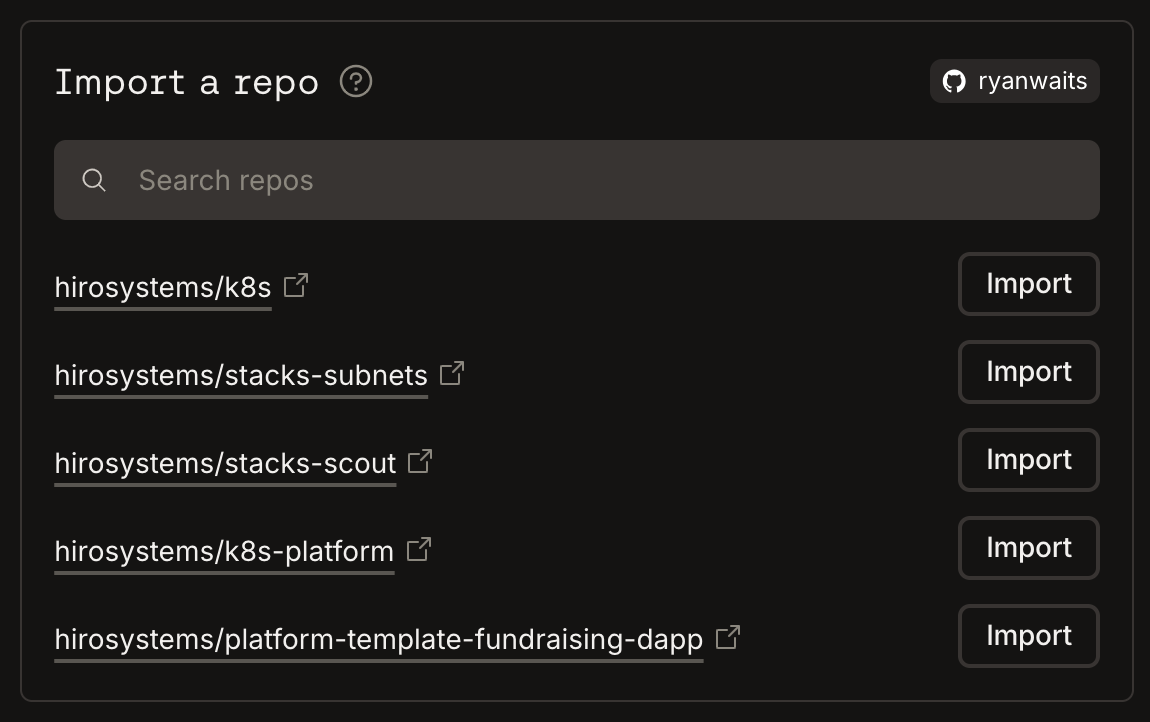 Import a repo
ryanwaits
Search repos
hirosystems/k8s
Import
hirosystems/stacks-subnets
Import
hirosystems/stacks-scout
Import
hirosystems/k8s-platform
Import
hirosystems/platform-template-fundraising-dapp
Import